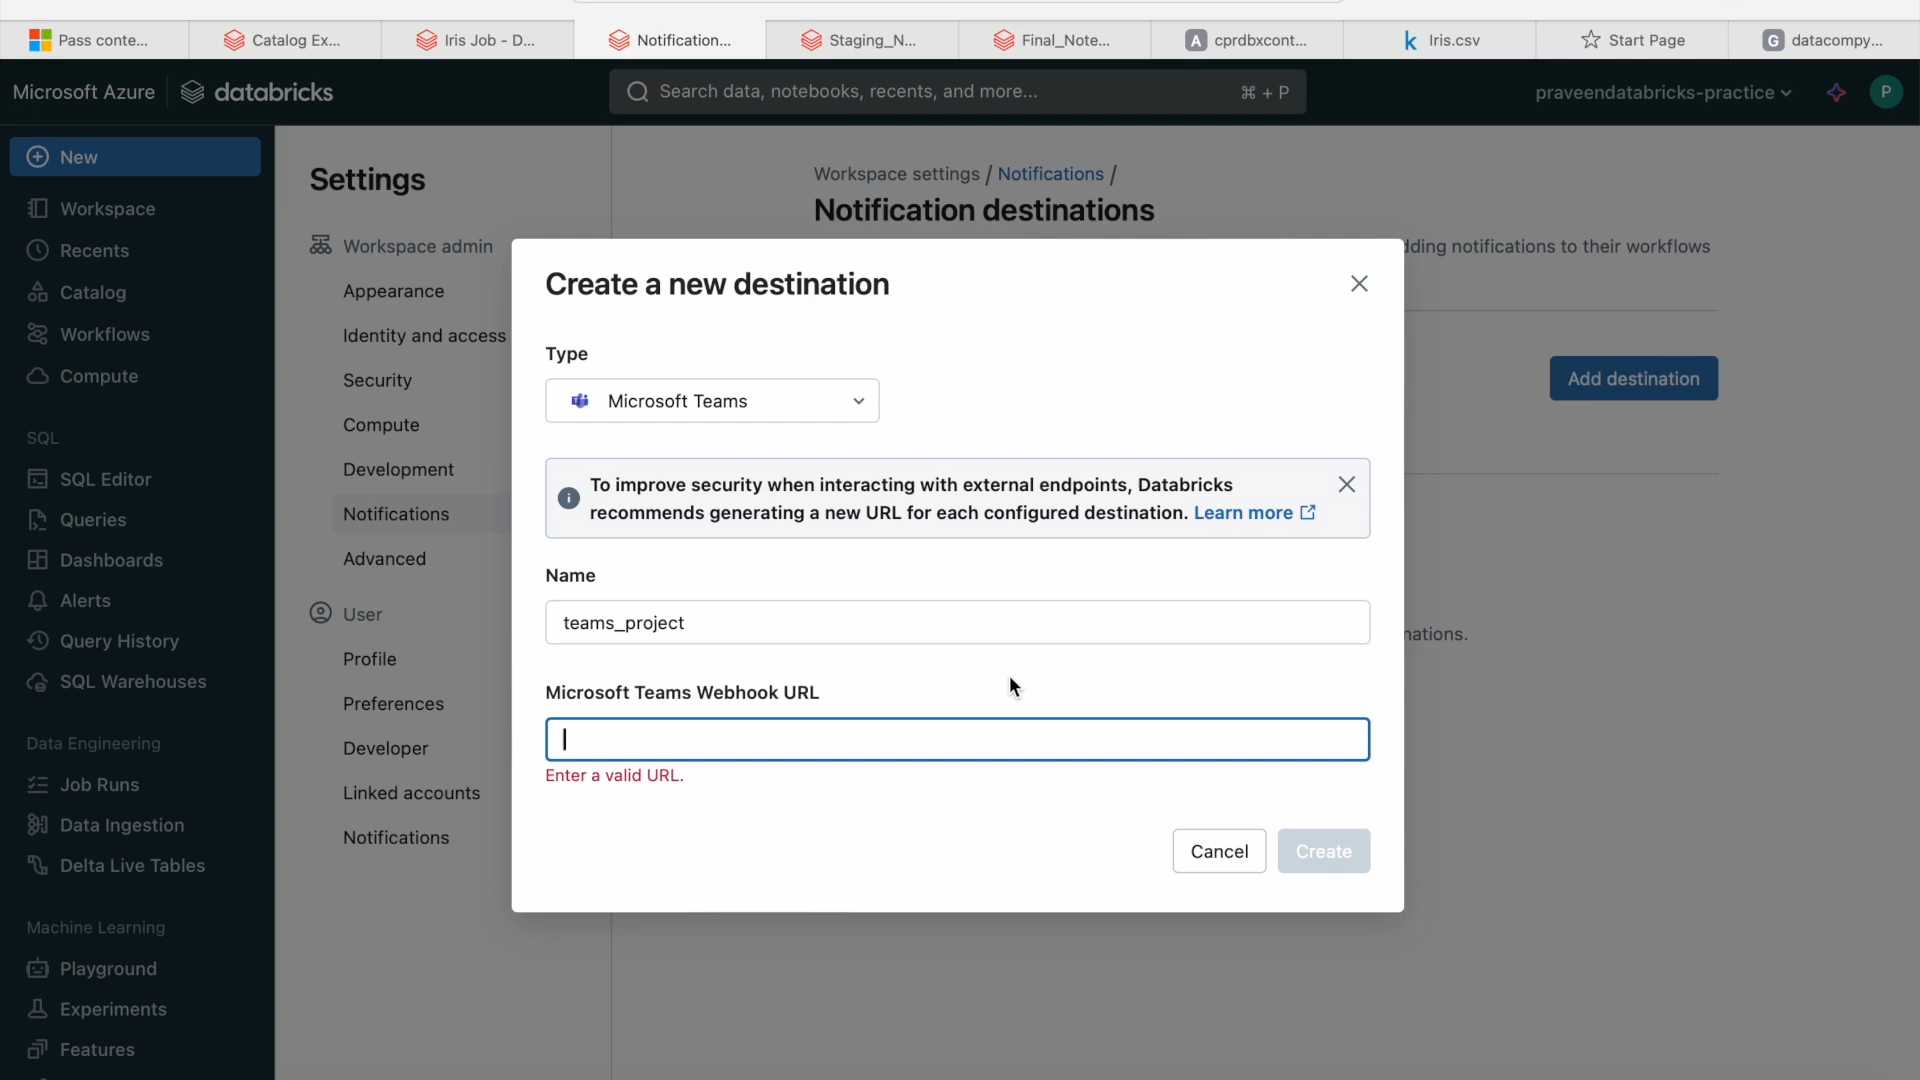 Pass conte...
Catalog Ex...
Iris Job - D...
Notification...
Staging_N...
Final_Note...
A cprdbxcont...
k Iris.csv
Start Page
G datacompy...
Microsoft Azure
databricks
Search data, notebooks, recents, and more...
⌘ + P
praveendatabricks-practice
P
New
Workspace
Recents
Catalog
Workflows
Compute
SQL
SQL Editor
Queries
Dashboards
Alerts
Query History
SQL Warehouses
Data Engineering
Job Runs
Data Ingestion
Delta Live Tables
Machine Learning
Playground
Experiments
Features
Settings
Workspace admin
Appearance
Identity and access
Security
Compute
Development
Notifications
Advanced
User
Profile
Preferences
Developer
Linked accounts
Notifications
Workspace settings / Notifications /
Notification destinations
dding notifications to their workflows
Add destination
nations.
Create a new destination
Type
Microsoft Teams
To improve security when interacting with external endpoints, Databricks
recommends generating a new URL for each configured destination. Learn more
Name
teams_project
Microsoft Teams Webhook URL
Enter a valid URL.
Cancel
Create